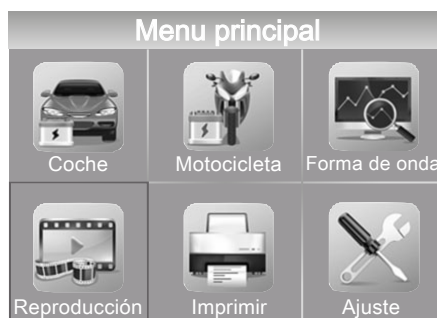 Menu principal
Coche Motocicleta Forma de onda
Reproducción Imprimir Ajuste